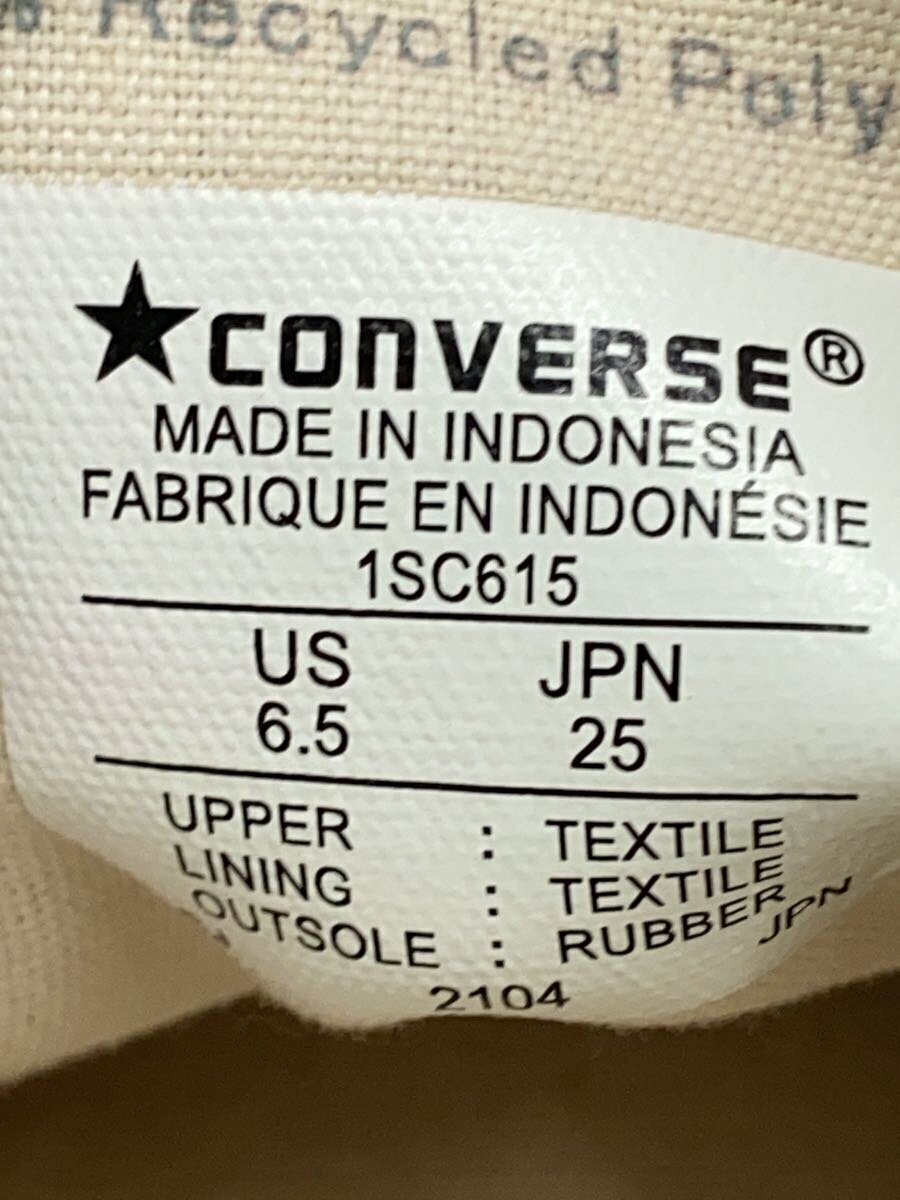 Recycled Poly
★CONVERSE®
MADE IN INDONESIA
FABRIQUE EN INDONÉSIE
1SC615
US JPN
6.5 25
UPPER : TEXTILE
LINING : TEXTILE
OUTSOLE : RUBBER
JPN
2104